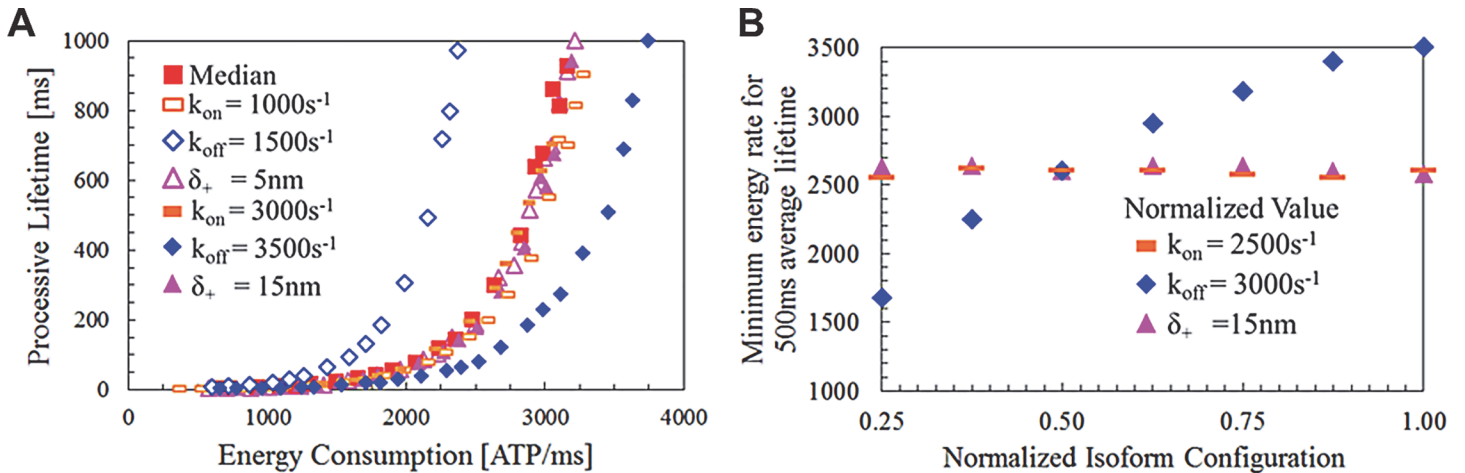 A
Processive Lifetime [ms]
1000
800
600
400
200
0
Median
kon = 1000s-1
koff = 1500s-1
δ+ = 5nm
kon = 3000s-1
koff = 3500s-1
δ+ = 15nm
0 1000 2000 3000 4000
Energy Consumption [ATP/ms]
B
Minimum energy rate for
500ms average lifetime
3500
3000
2500
2000
1500
1000
Normalized Value
kon = 2500s-1
koff = 3000s-1
δ+ =15nm
0.25 0.50 0.75 1.00
Normalized Isoform Configuration